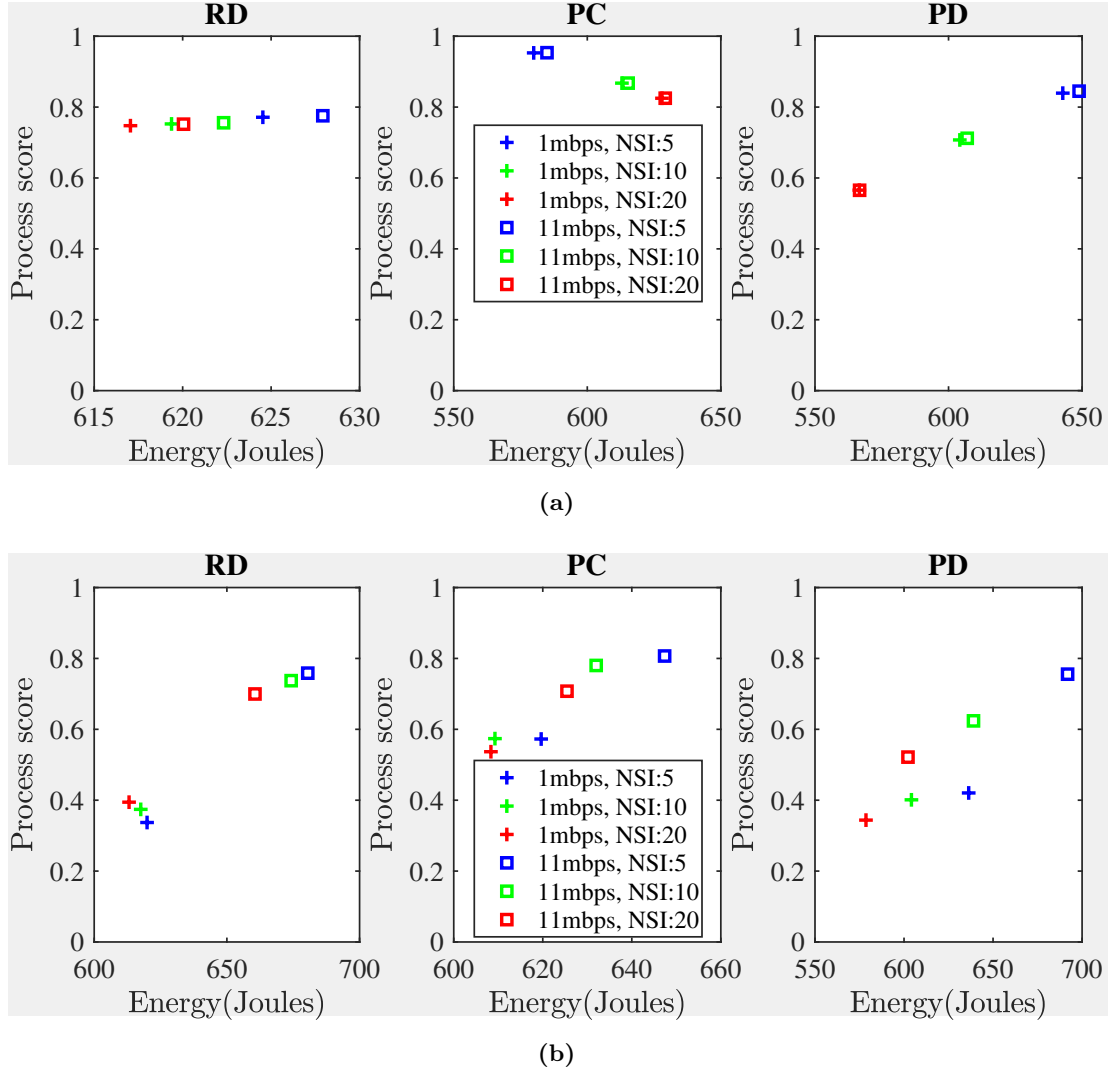 RD
PC
PD
1
0.8
0.6
0.4
0.2
0
Process score
615 620 625 630
Energy(Joules)
1
0.8
0.6
0.4
0.2
0
Process score
1mbps, NSI:5
1mbps, NSI:10
1mbps, NSI:20
11mbps, NSI:5
11mbps, NSI:10
11mbps, NSI:20
550 600 650
Energy(Joules)
1
0.8
0.6
0.4
0.2
0
Process score
550 600 650
Energy(Joules)
(a)
RD
PC
PD
1
0.8
0.6
0.4
0.2
0
Process score
600 650 700
Energy(Joules)
1
0.8
0.6
0.4
0.2
0
Process score
1mbps, NSI:5
1mbps, NSI:10
1mbps, NSI:20
11mbps, NSI:5
11mbps, NSI:10
11mbps, NSI:20
600 620 640 660
Energy(Joules)
1
0.8
0.6
0.4
0.2
0
Process score
550 600 650 700
Energy(Joules)
(b)